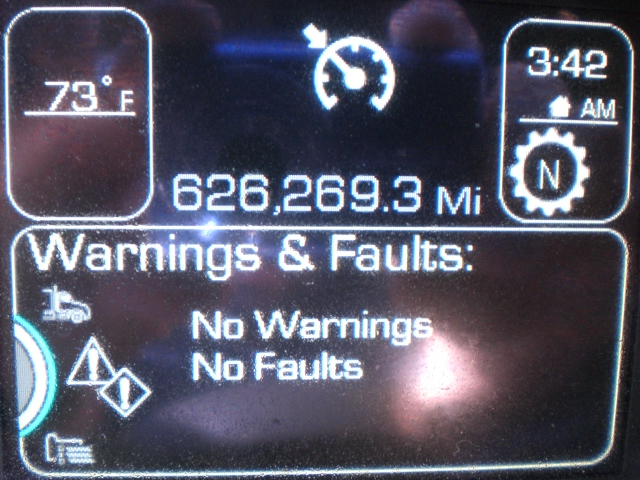 73°F
3:42
AM
N
626,269.3 Mi
Warnings & Faults:
No Warnings
No Faults